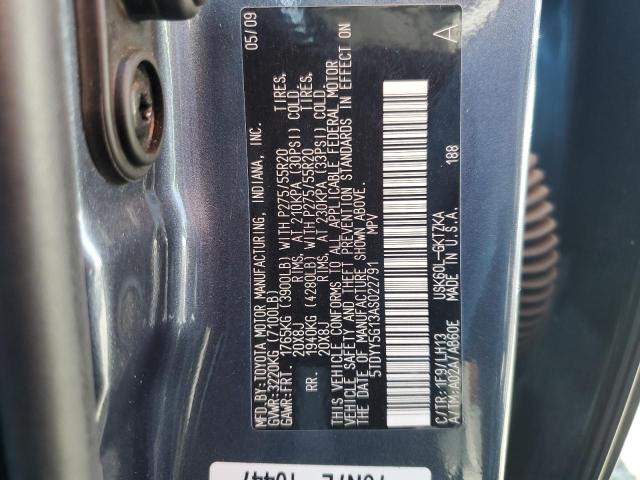 MFD.BY:TOYOTA MOTOR MANUFACTURING, INDIANA, INC. 05/09
GVWR:3220KG (7100LB)
GAWR:FRT. 1765KG (3900LB) WITH P275/55R20 TIRES,
20X8J RIMS, AT 210KPA (30PSI) COLD.
RR. 1940KG (4280LB) WITH P275/55R20 TIRES,
20X8J RIMS, AT 230KPA (33PSI) COLD.
THIS VEHICLE CONFORMS TO ALL APPLICABLE FEDERAL MOTOR
VEHICLE SAFETY AND THEFT PREVENTION STANDARDS IN EFFECT ON
THE DATE OF MANUFACTURE SHOWN ABOVE.
5TDYY5G13AS022791 MPV
A
C/TR:1F9/LH13 USK60L-GKTZKA
A/TM:A02A/AB60E MADE IN U.S.A. 188